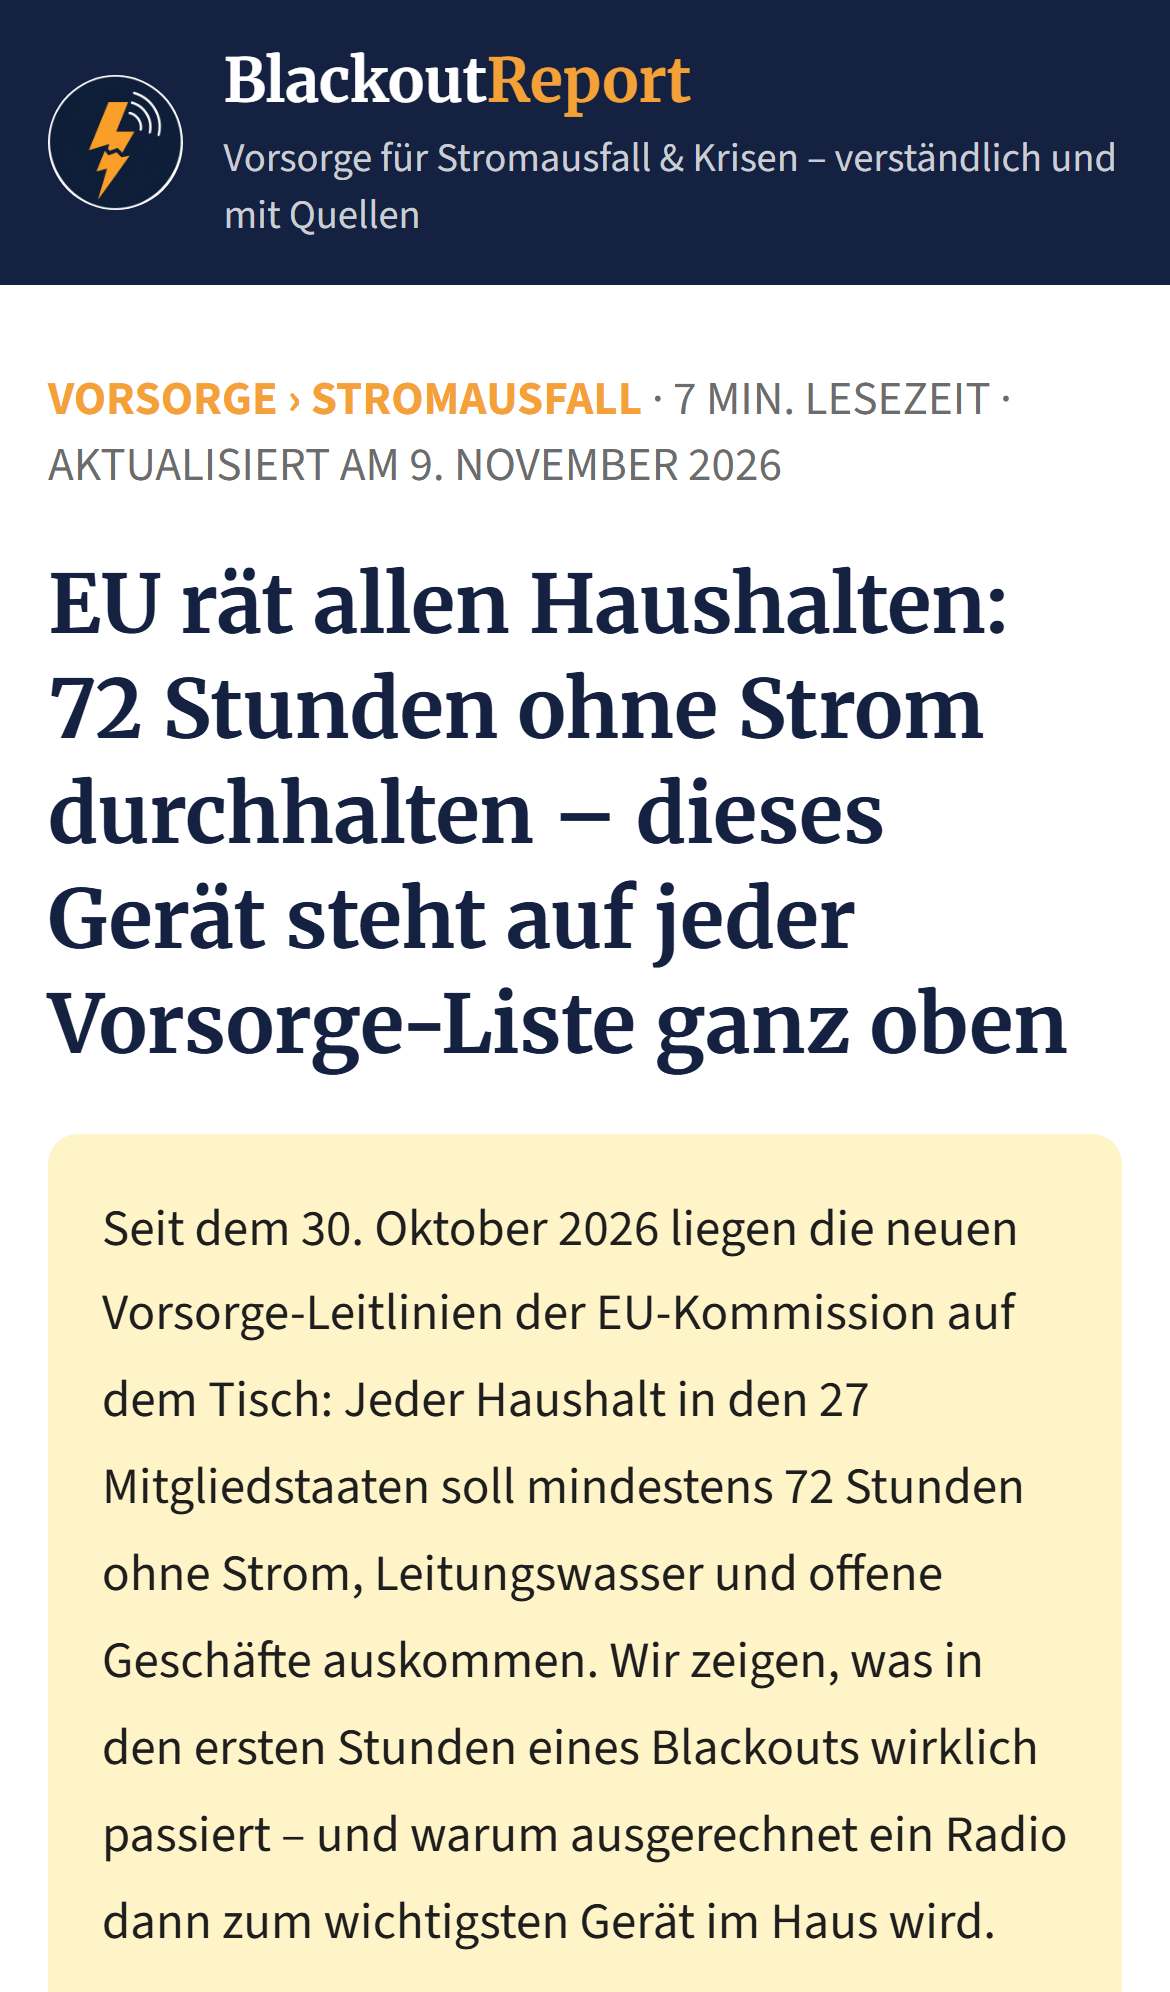 BlackoutReport
Vorsorge für Stromausfall & Krisen – verständlich und
mit Quellen
VORSORGE › STROMAUSFALL · 7 MIN. LESEZEIT ·
AKTUALISIERT AM 9. NOVEMBER 2026
EU rät allen Haushalten:
72 Stunden ohne Strom
durchhalten – dieses
Gerät steht auf jeder
Vorsorge-Liste ganz oben
Seit dem 30. Oktober 2026 liegen die neuen
Vorsorge-Leitlinien der EU-Kommission auf
dem Tisch: Jeder Haushalt in den 27
Mitgliedstaaten soll mindestens 72 Stunden
ohne Strom, Leitungswasser und offene
Geschäfte auskommen. Wir zeigen, was in
den ersten Stunden eines Blackouts wirklich
passiert – und warum ausgerechnet ein Radio
dann zum wichtigsten Gerät im Haus wird.